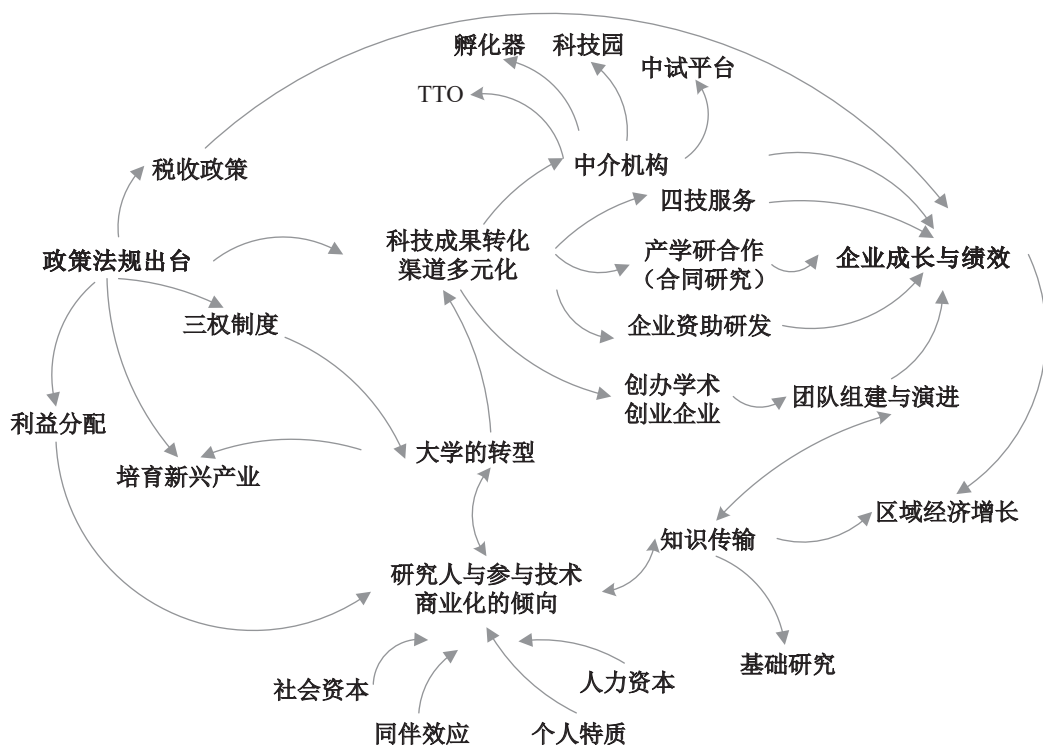 孵化器
科技园
中试平台
TTO
税收政策
中介机构
四技服务
政策法规出台
科技成果转化
渠道多元化
产学研合作
（合同研究）
企业成长与绩效
三权制度
企业资助研发
利益分配
创办学术
创业企业
团队组建与演进
大学的转型
培育新兴产业
区域经济增长
知识传输
研究人与参与技术
商业化的倾向
基础研究
社会资本
人力资本
同伴效应
个人特质